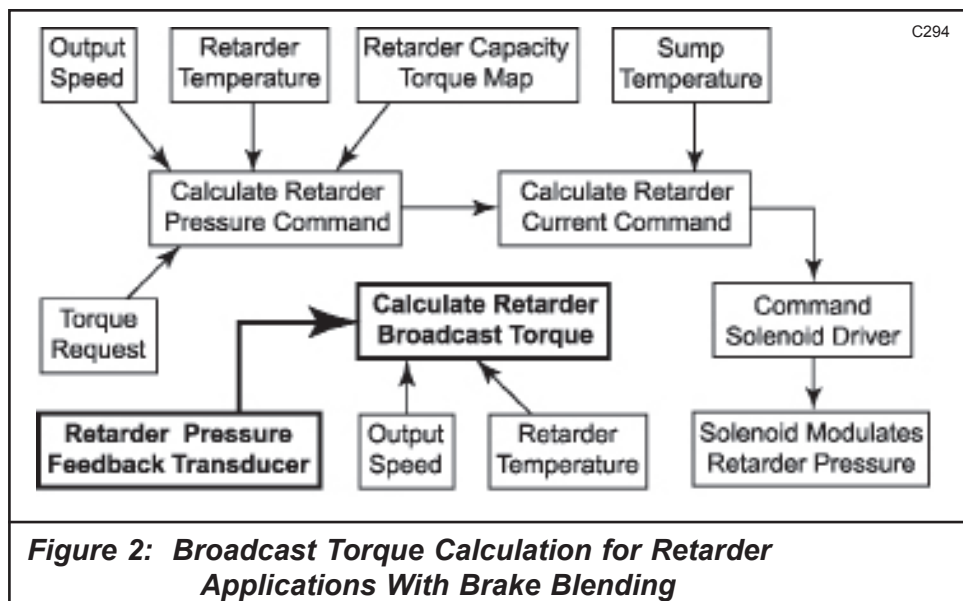 C294
Output
Speed
Retarder
Temperature
Retarder Capacity
Torque Map
Sump
Temperature
Calculate Retarder
Pressure Command
Calculate Retarder
Current Command
Torque
Request
Calculate Retarder
Broadcast Torque
Command
Solenoid Driver
Retarder Pressure
Feedback Transducer
Output
Speed
Retarder
Temperature
Solenoid Modulates
Retarder Pressure
Figure 2: Broadcast Torque Calculation for Retarder
Applications With Brake Blending